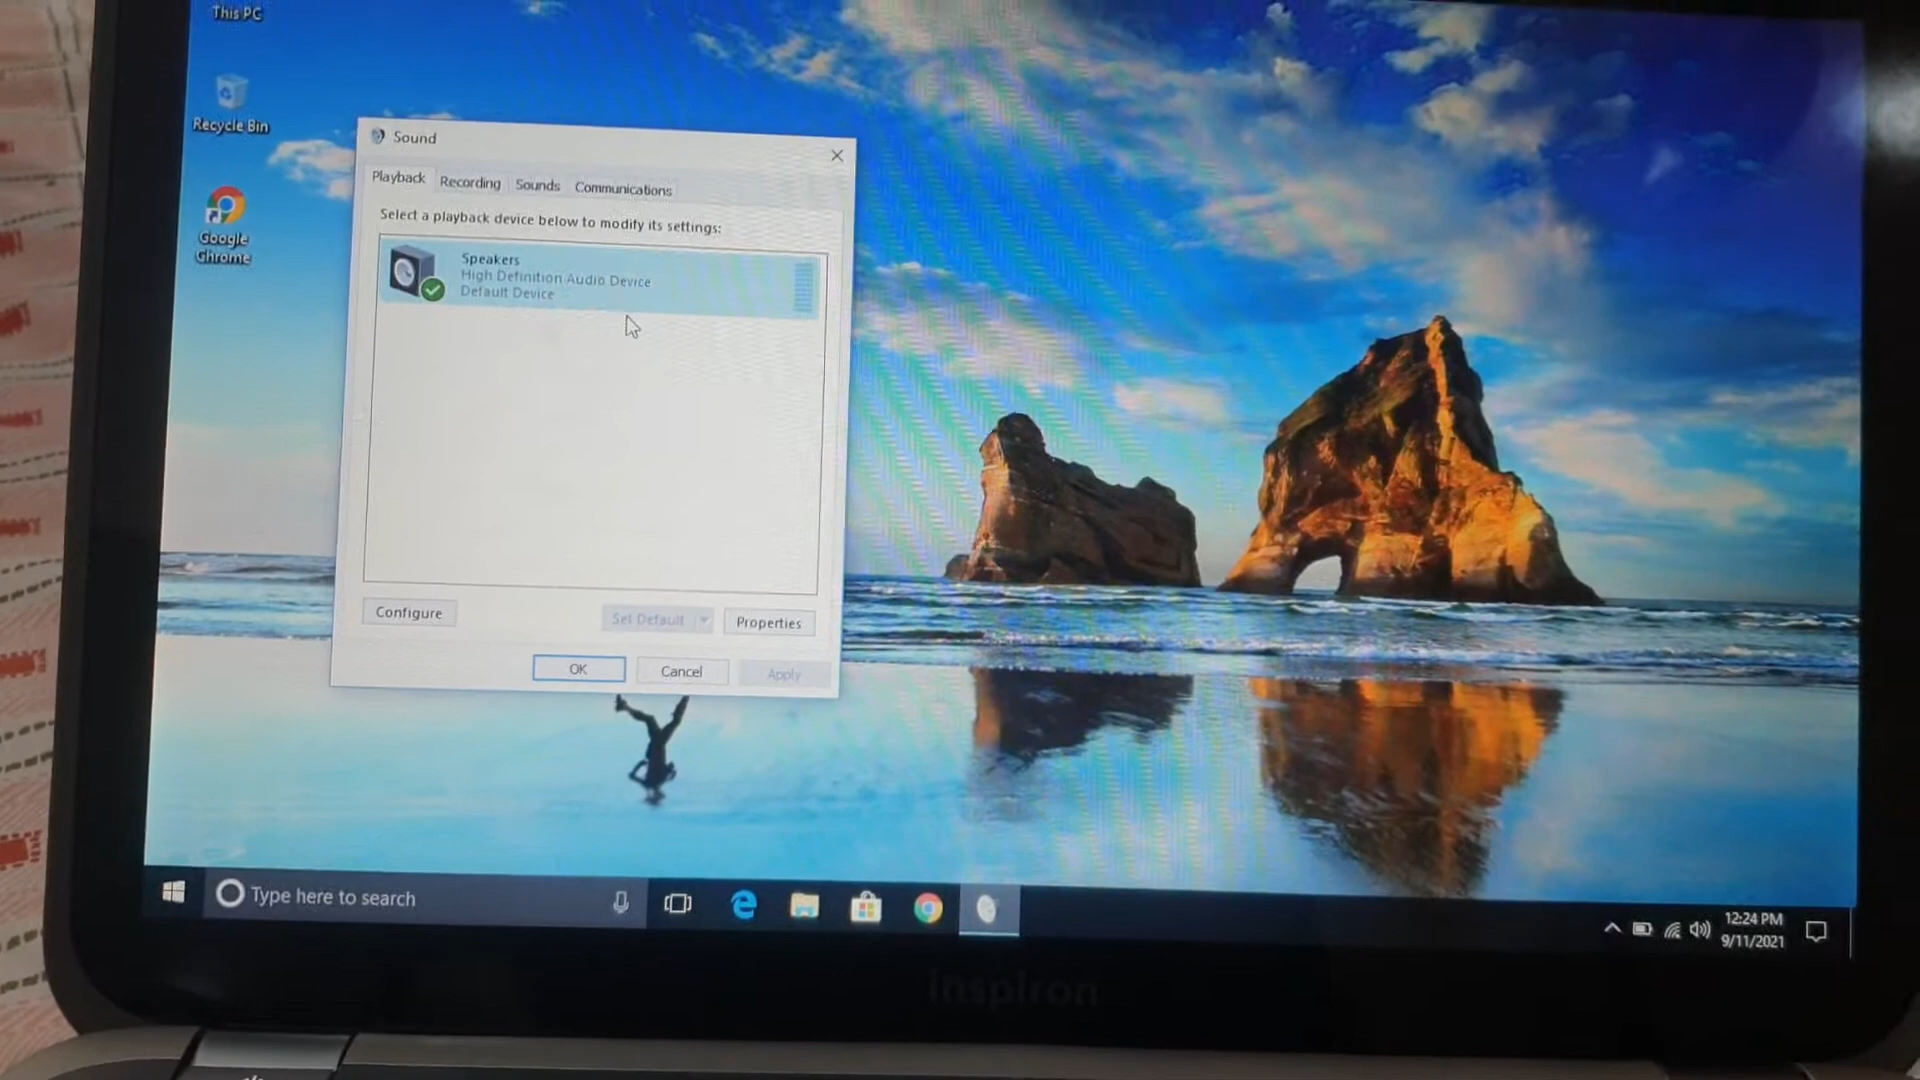 This PC
Recycle Bin
Google
Chrome
Sound
Playback Recording Sounds Communications
Select a playback device below to modify its settings:
Speakers
High Definition Audio Device
Default Device
Configure Set Default Properties
OK Cancel Apply
Type here to search
12:24 PM
9/11/2021
inspiron